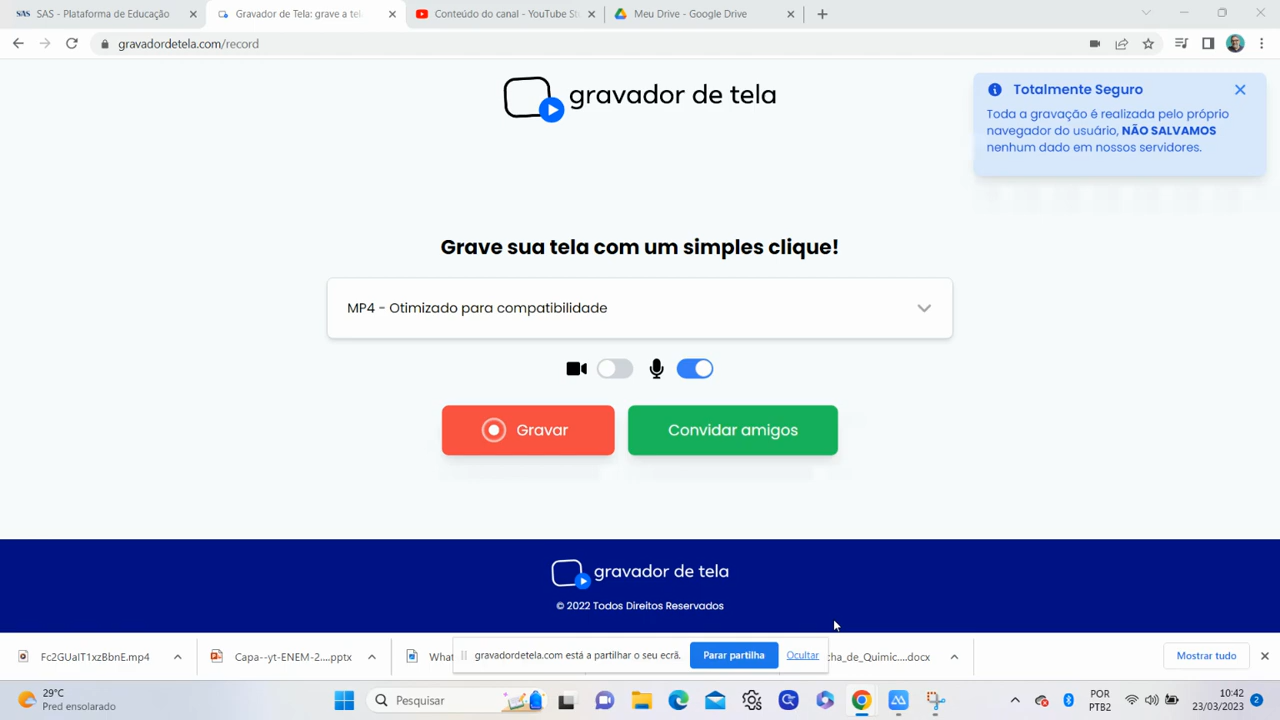 SAS - Plataforma de Educação
Gravador de Tela: grave a tel
Conteúdo do canal - YouTube St
Meu Drive - Google Drive
gravadordetela.com/record
gravador de tela
Totalmente Seguro
Toda a gravação é realizada pelo próprio
navegador do usuário, NÃO SALVAMOS
nenhum dado em nossos servidores.
Grave sua tela com um simples clique!
MP4 - Otimizado para compatibilidade
Gravar
Convidar amigos
gravador de tela
© 2022 Todos Direitos Reservados
Capa--yt-ENEM-2....pptx
What
gravadordetela.com está a partilhar o seu ecrã.
Parar partilha
Ocultar
cha_de_Quimic....docx
Mostrar tudo
29°C
Pred ensolarado
Pesquisar
POR
PTB2
10:42
23/03/2023
2